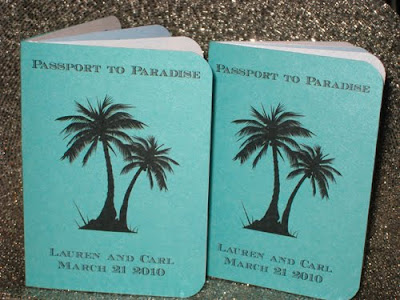 Passport to Paradise
Lauren and Carl
March 21 2010
Passport to Paradise
Lauren and Carl
March 21 2010